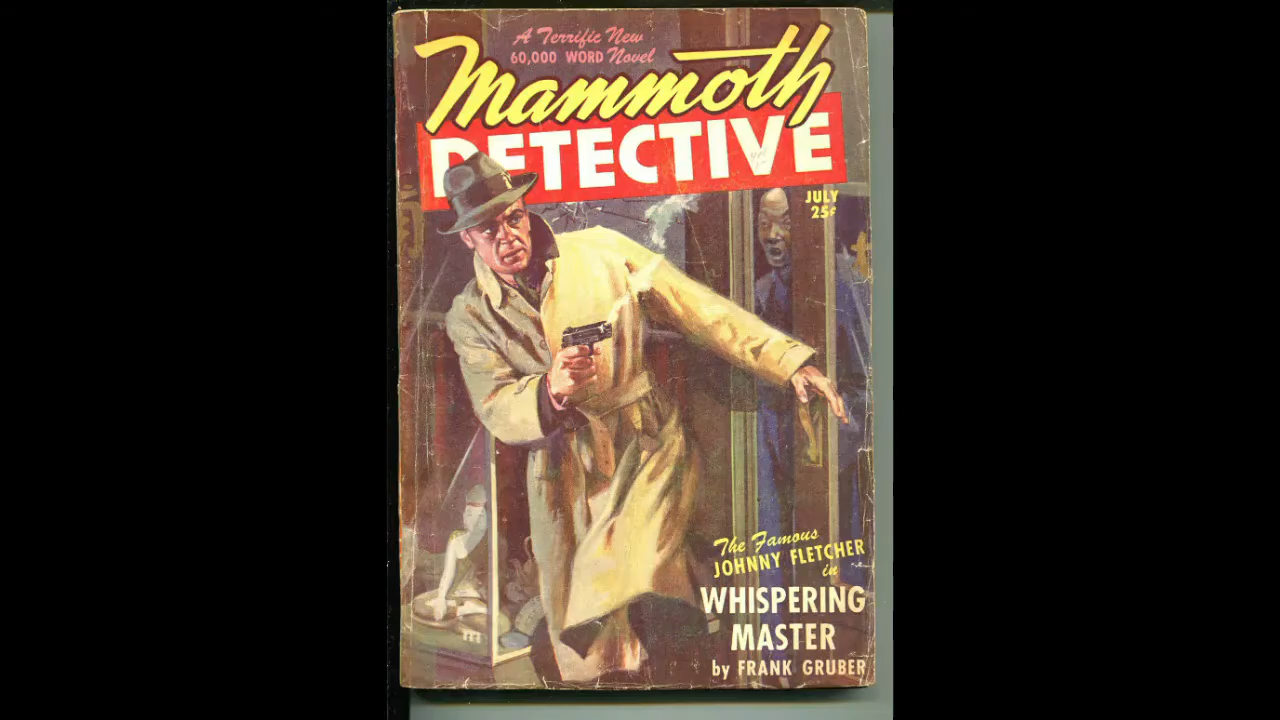 A Terrific New
60,000 WORD Novel
Mammoth
DETECTIVE
JULY
25¢
The Famous
JOHNNY FLETCHER
in
WHISPERING
MASTER
by FRANK GRUBER